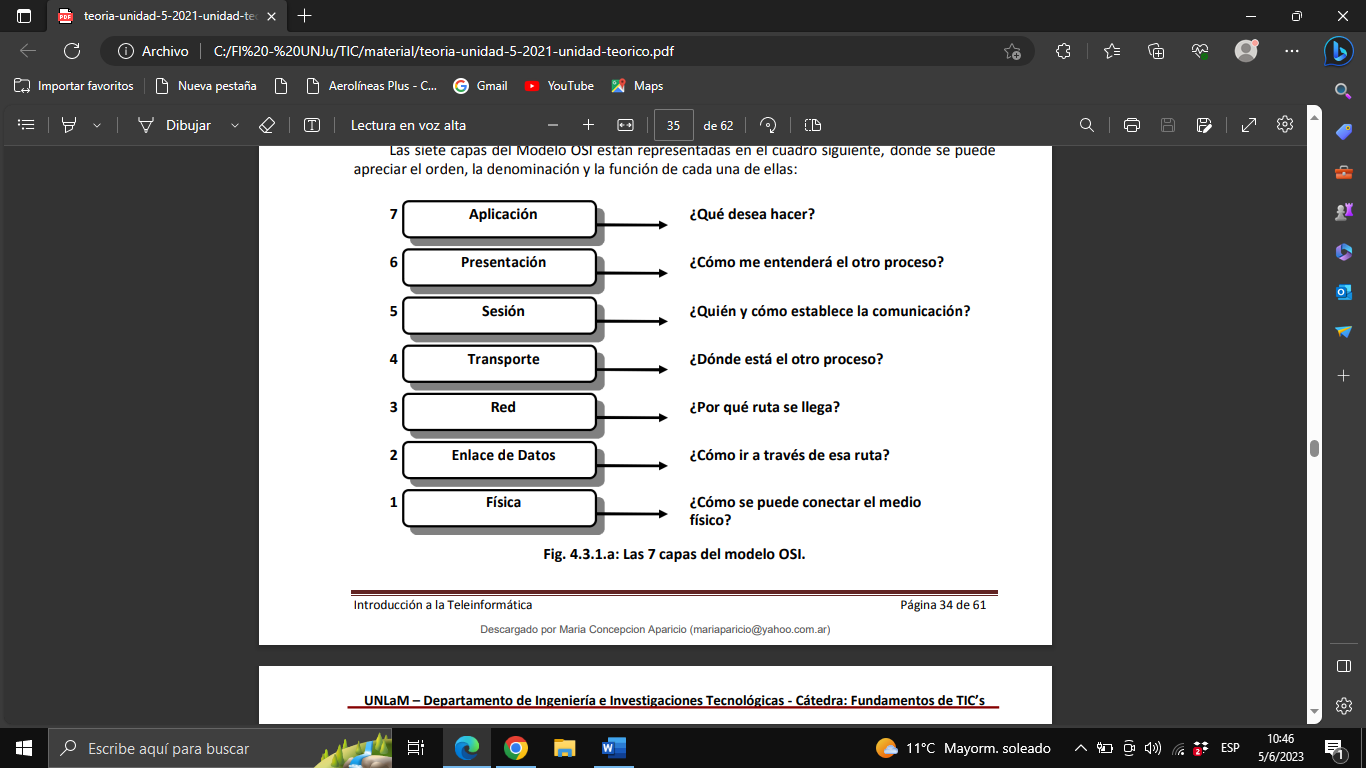 teoria-unidad-5-2021-unidad-teo
Archivo C:/FI%20-%20UNJu/TIC/material/teoria-unidad-5-2021-unidad-teorico.pdf
Importar favoritos Nueva pestaña Aerolíneas Plus - C... Gmail YouTube Maps
Dibujar Lectura en voz alta 35 de 62
Las siete capas del Modelo OSI están representadas en el cuadro siguiente, donde se puede
apreciar el orden, la denominación y la función de cada una de ellas:
7 Aplicación ¿Qué desea hacer?
6 Presentación ¿Cómo me entenderá el otro proceso?
5 Sesión ¿Quién y cómo establece la comunicación?
4 Transporte ¿Dónde está el otro proceso?
3 Red ¿Por qué ruta se llega?
2 Enlace de Datos ¿Cómo ir a través de esa ruta?
1 Física ¿Cómo se puede conectar el medio
físico?
Fig. 4.3.1.a: Las 7 capas del modelo OSI.
Introducción a la Teleinformática Página 34 de 61
Descargado por Maria Concepcion Aparicio (mariaparicio@yahoo.com.ar)
UNLaM – Departamento de Ingeniería e Investigaciones Tecnológicas - Cátedra: Fundamentos de TIC's
Escribe aquí para buscar 11°C Mayorm. soleado ESP 10:46
5/6/2023